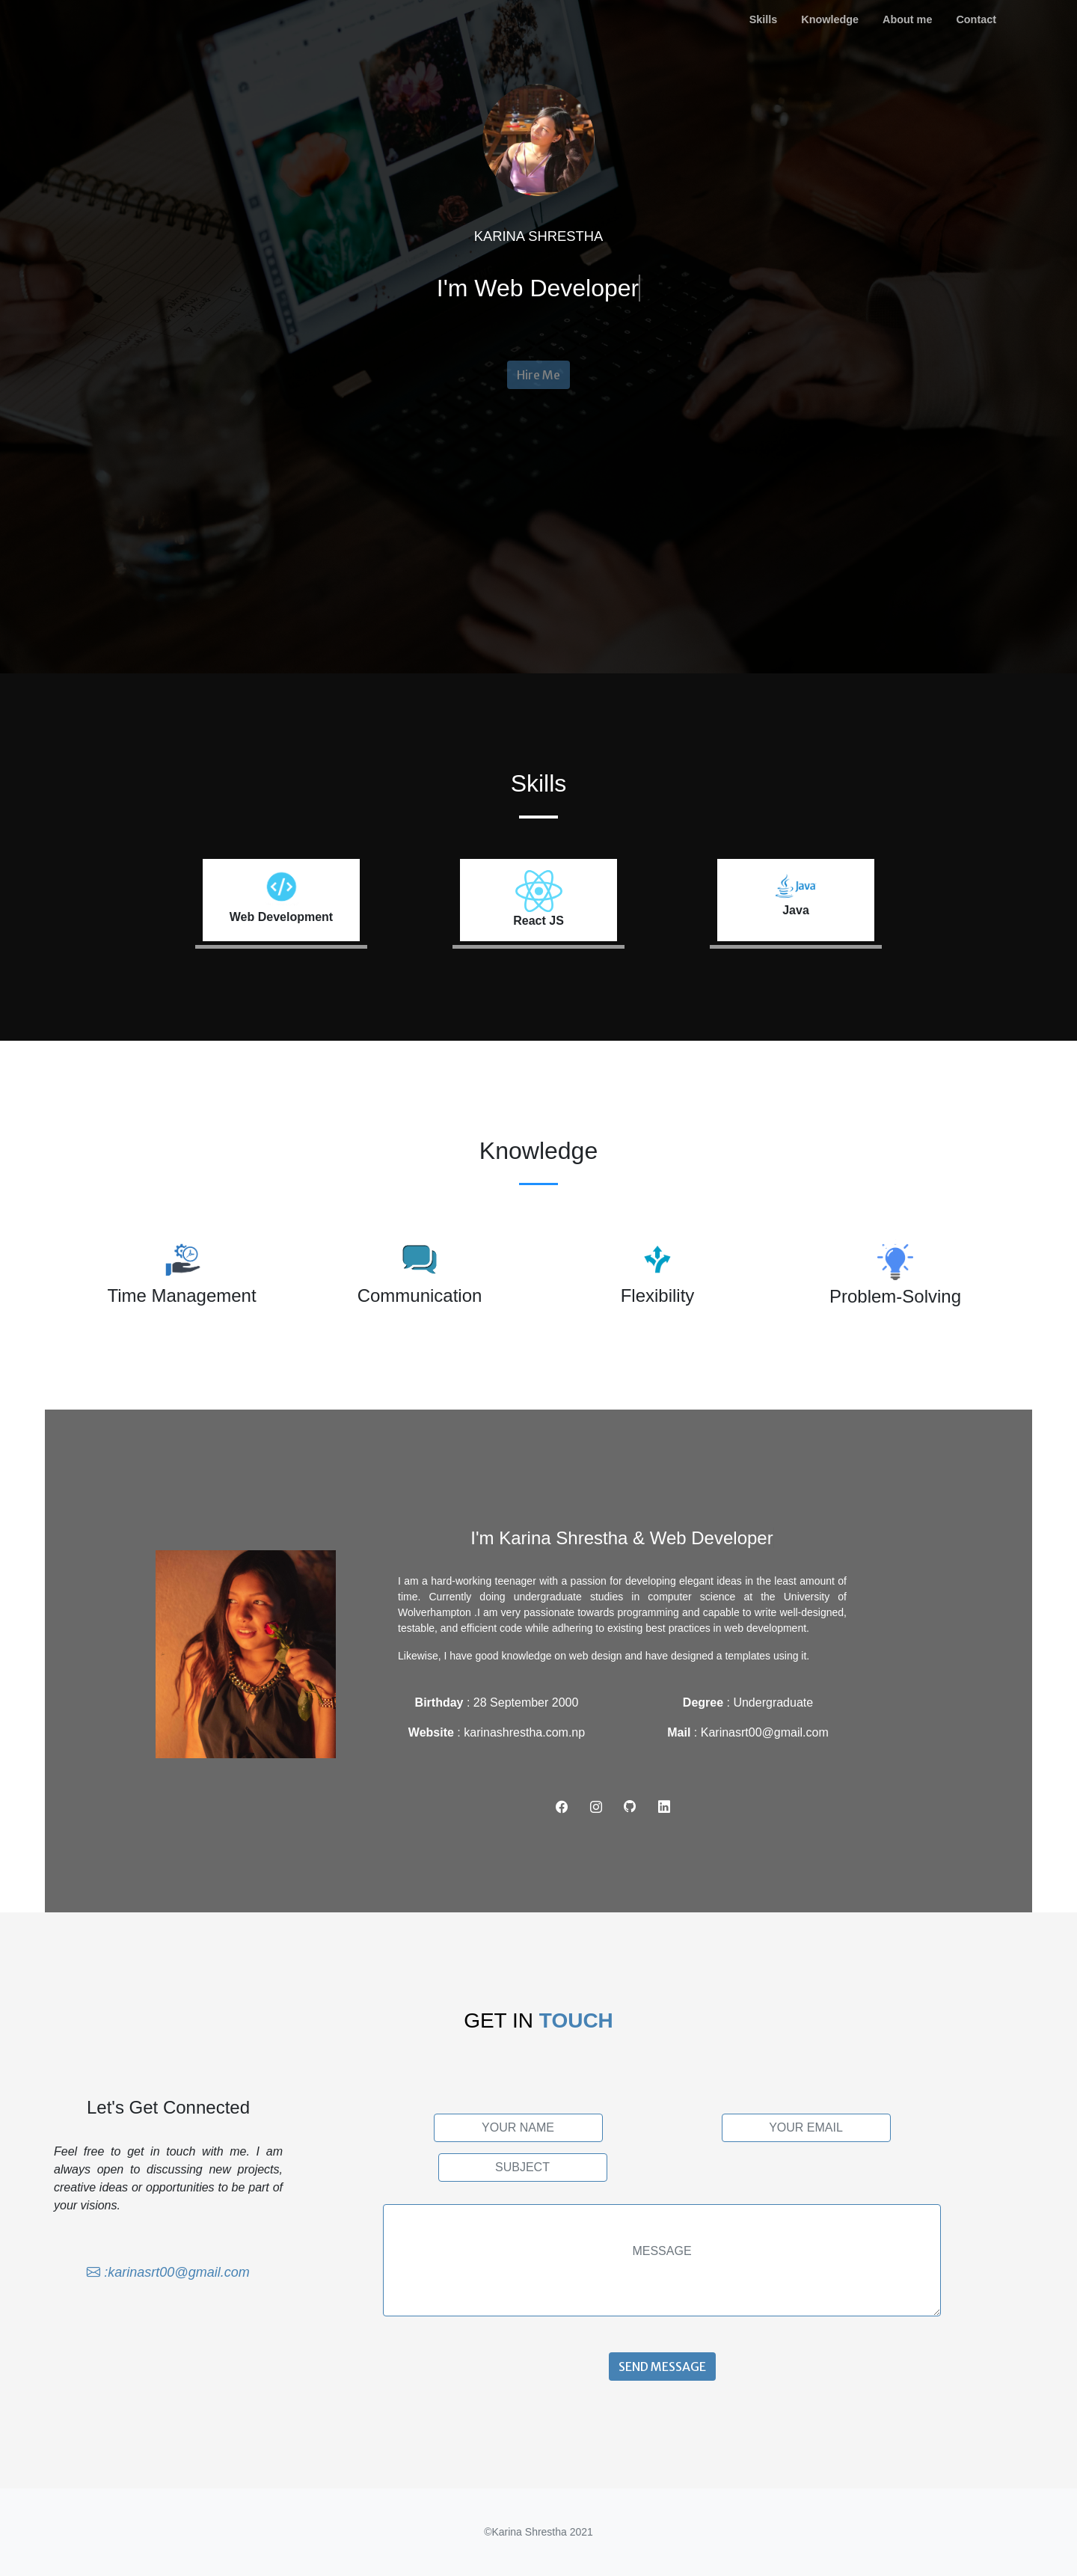 Skills Knowledge About me Contact
KARINA SHRESTHA
I'm Web Developer
Hire Me
Skills
Web Development
React JS
Java
Java
Knowledge
Time Management
Communication
Flexibility
Problem-Solving
I'm Karina Shrestha & Web Developer
I am a hard-working teenager with a passion for developing elegant ideas in the least amount of
time. Currently doing undergraduate studies in computer science at the University of
Wolverhampton .I am very passionate towards programming and capable to write well-designed,
testable, and efficient code while adhering to existing best practices in web development.
Likewise, I have good knowledge on web design and have designed a templates using it.
Birthday : 28 September 2000
Degree : Undergraduate
Website : karinashrestha.com.np
Mail : Karinasrt00@gmail.com
GET IN TOUCH
Let's Get Connected
Feel free to get in touch with me. I am
always open to discussing new projects,
creative ideas or opportunities to be part of
your visions.
:karinasrt00@gmail.com
YOUR NAME
YOUR EMAIL
SUBJECT
MESSAGE
SEND MESSAGE
©Karina Shrestha 2021